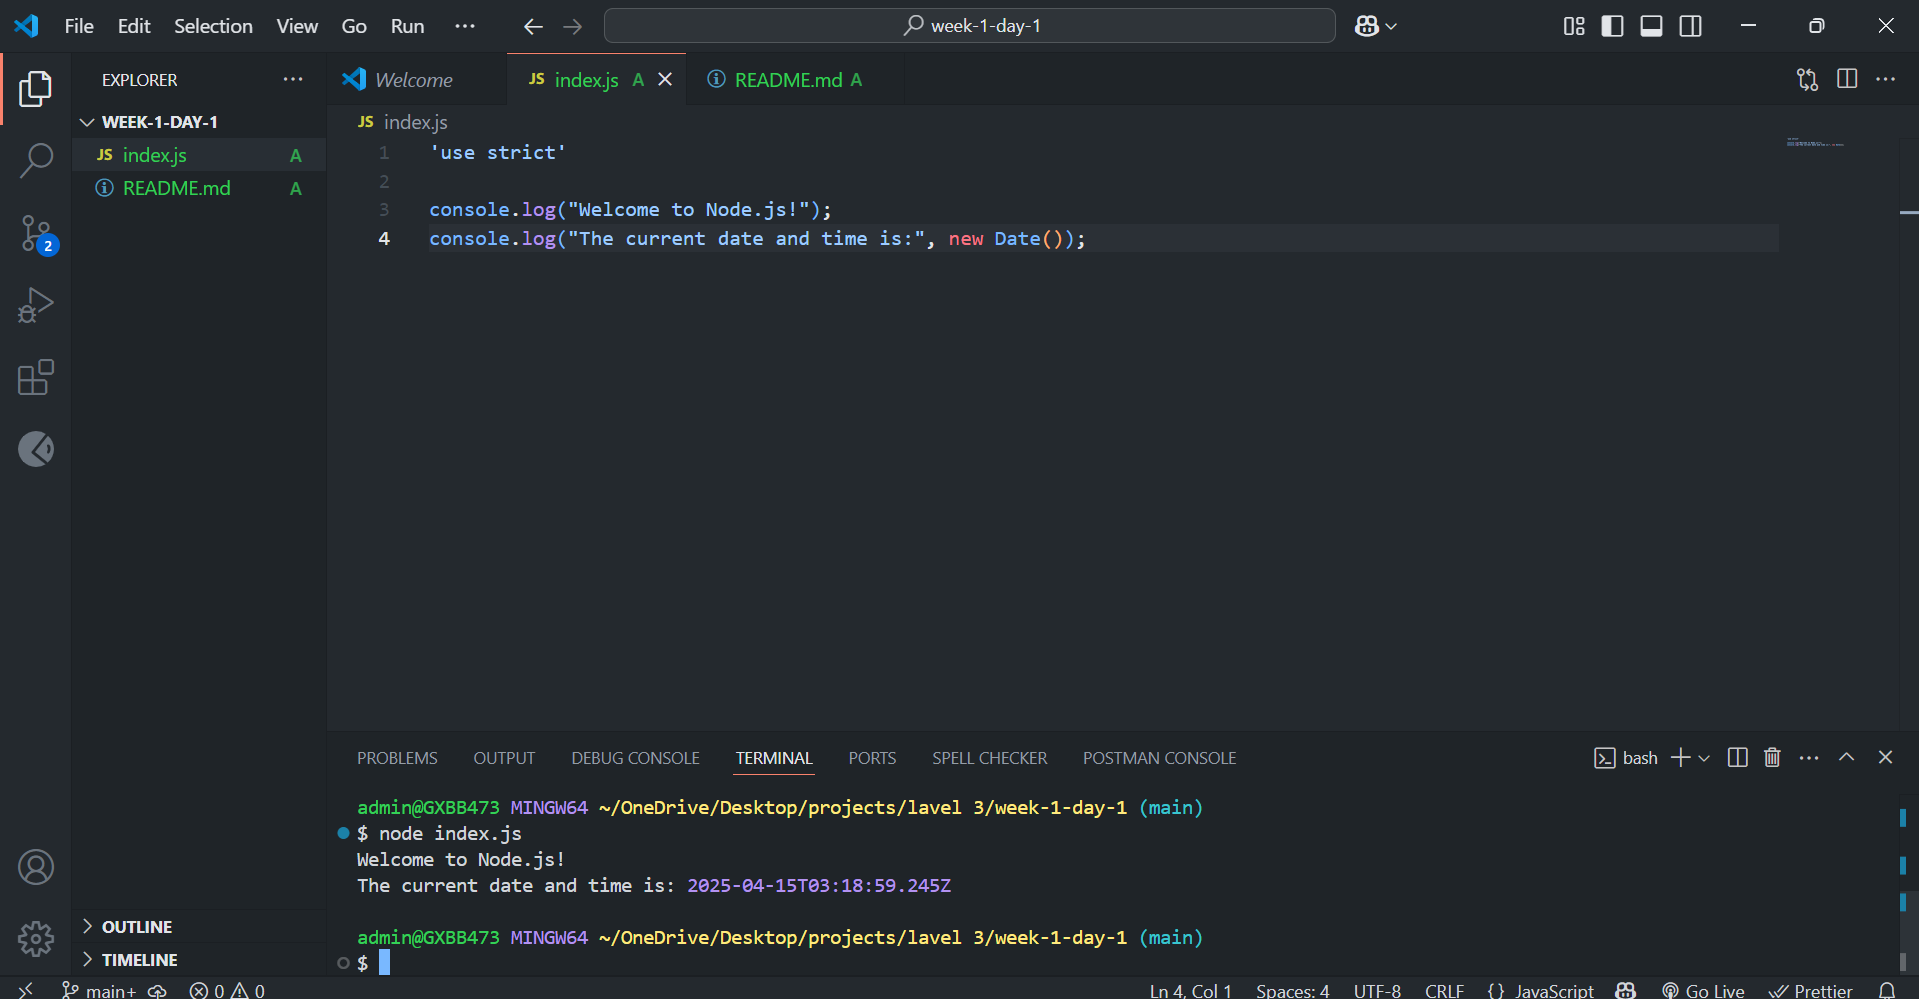 File Edit Selection View Go Run ··· week-1-day-1
EXPLORER ···
WEEK-1-DAY-1
JS index.js A
README.md A
OUTLINE
TIMELINE
Welcome JS index.js A README.md A
JS index.js
1 'use strict'
2
3 console.log("Welcome to Node.js!");
4 console.log("The current date and time is:", new Date());
2
PROBLEMS OUTPUT DEBUG CONSOLE TERMINAL PORTS SPELL CHECKER POSTMAN CONSOLE bash
admin@GXBB473 MINGW64 ~/OneDrive/Desktop/projects/lavel 3/week-1-day-1 (main)
$ node index.js
Welcome to Node.js!
The current date and time is: 2025-04-15T03:18:59.245Z
admin@GXBB473 MINGW64 ~/OneDrive/Desktop/projects/lavel 3/week-1-day-1 (main)
$
main+ 0 0 Ln 4, Col 1 Spaces: 4 UTF-8 CRLF {} JavaScript Go Live Prettier